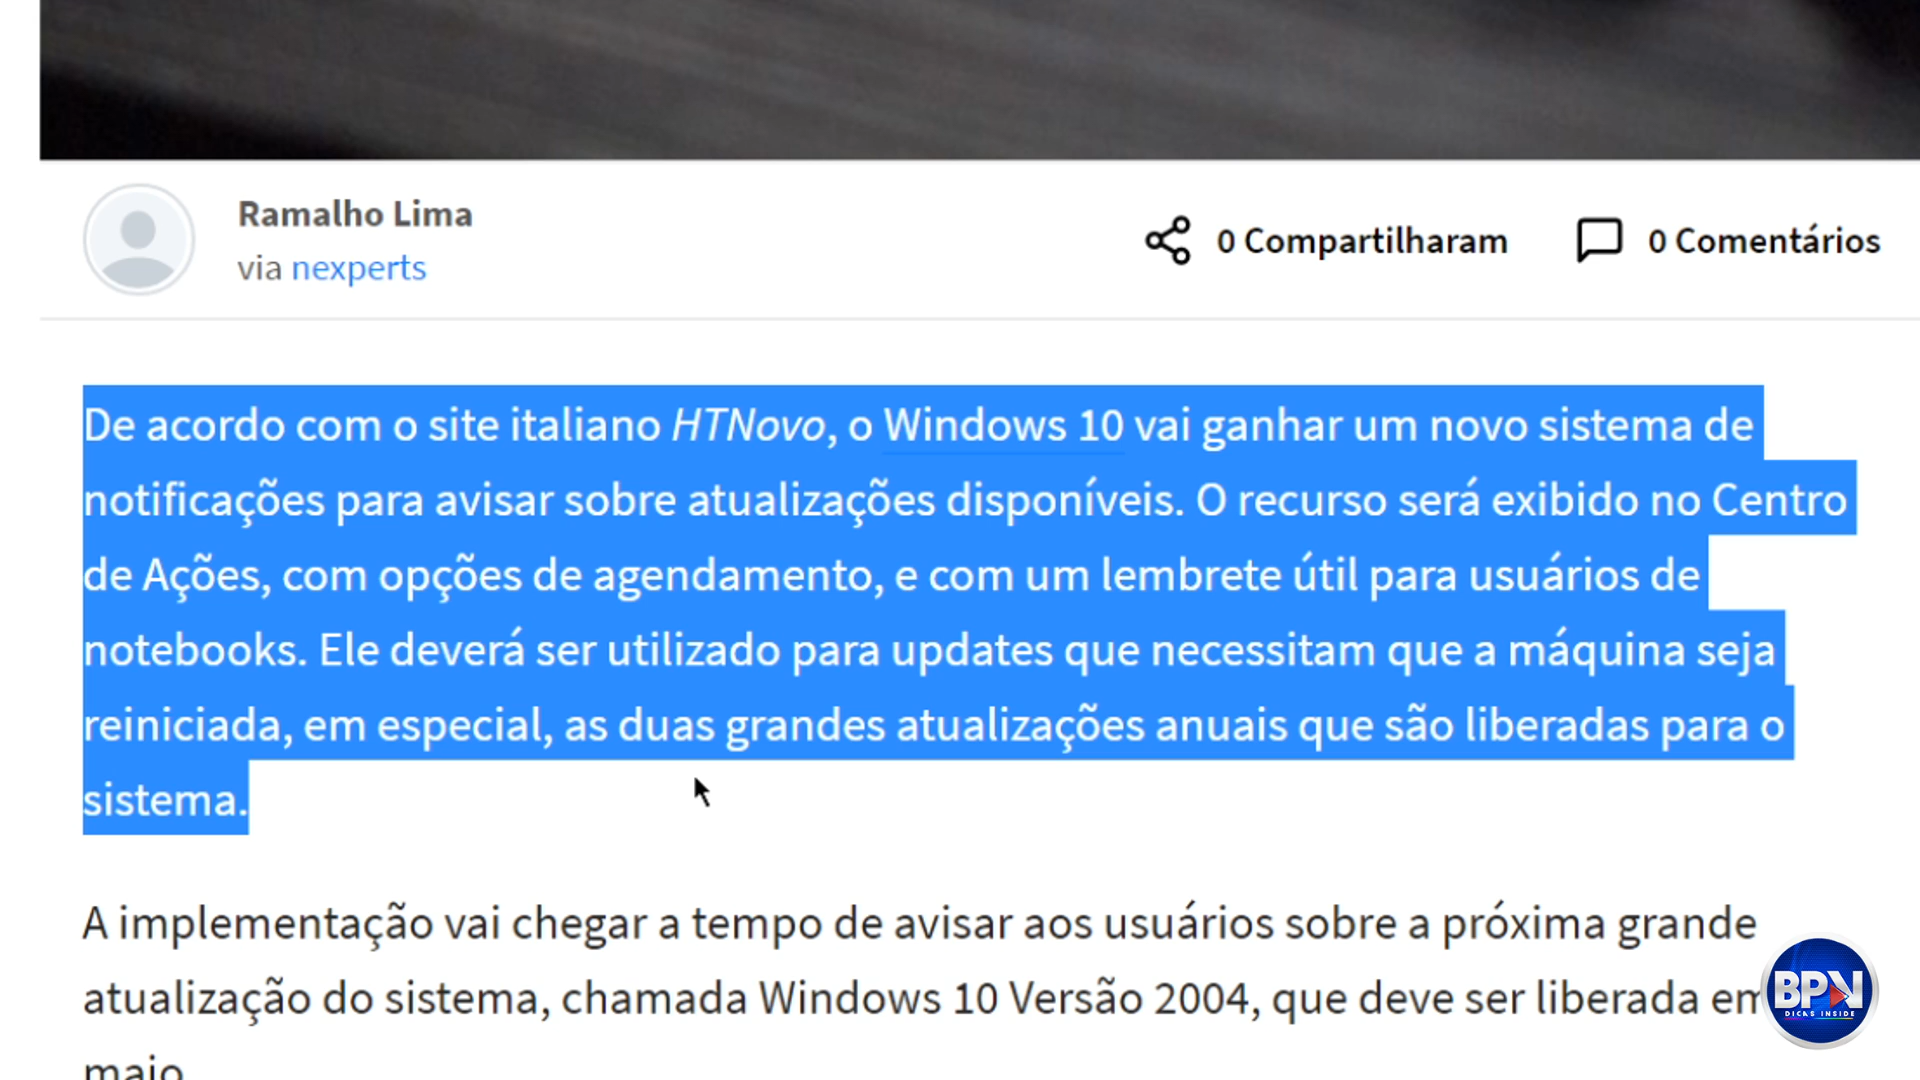 Ramalho Lima
via nexperts
0 Compartilharam
0 Comentários
De acordo com o site italiano HTNovo, o Windows 10 vai ganhar um novo sistema de
notificações para avisar sobre atualizações disponíveis. O recurso será exibido no Centro
de Ações, com opções de agendamento, e com um lembrete útil para usuários de
notebooks. Ele deverá ser utilizado para updates que necessitam que a máquina seja
reiniciada, em especial, as duas grandes atualizações anuais que são liberadas para o
sistema.
A implementação vai chegar a tempo de avisar aos usuários sobre a próxima grande
atualização do sistema, chamada Windows 10 Versão 2004, que deve ser liberada em
maio
BPN
DICAS INSIDE